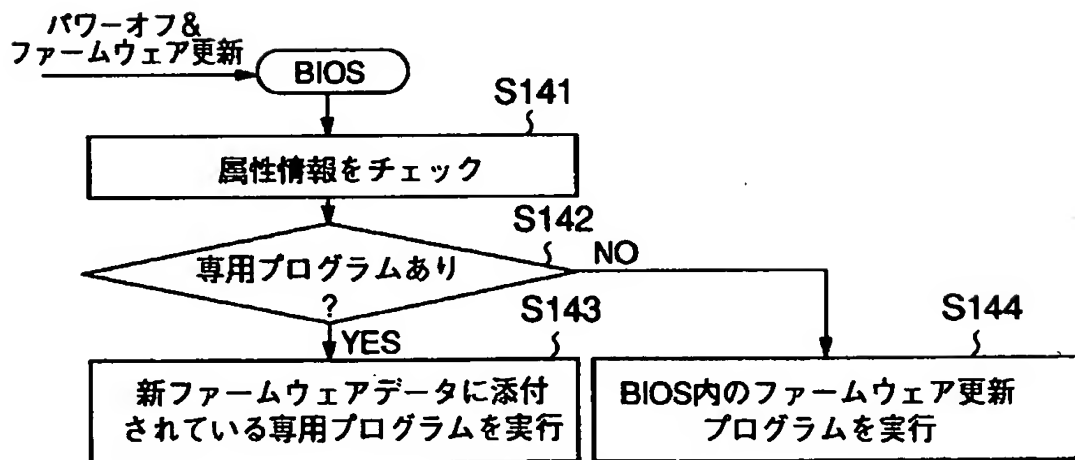 パワーオフ&
ファームウェア更新
BIOS
S141
属性情報をチェック
S142
専用プログラムあり
?
NO
YES
S143
新ファームウェアデータに添付
されている専用プログラムを実行
S144
BIOS内のファームウェア更新
プログラムを実行